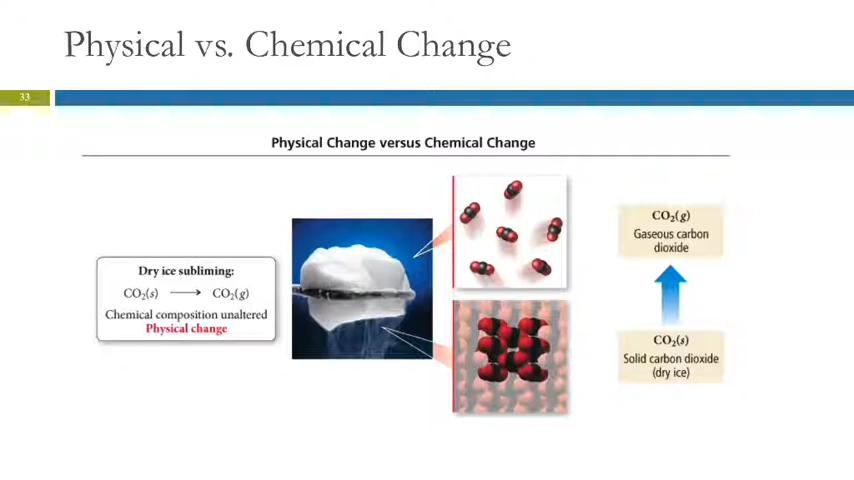 Physical vs. Chemical Change
33
Physical Change versus Chemical Change
Dry ice subliming:
CO₂(s) ⟶ CO₂(g)
Chemical composition unaltered
Physical change
CO₂(g)
Gaseous carbon
dioxide
CO₂(s)
Solid carbon dioxide
(dry ice)